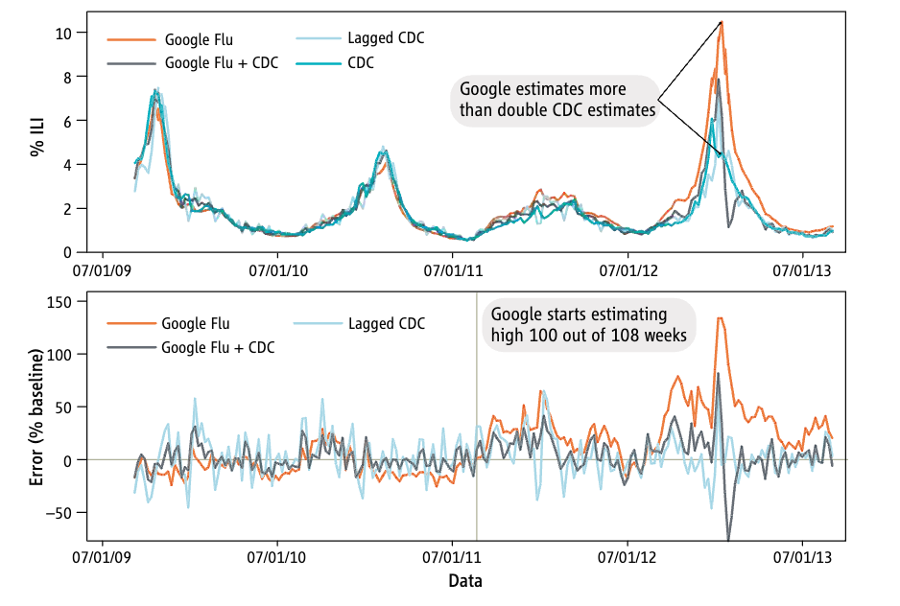 Google Flu
Lagged CDC
Google Flu + CDC
CDC
Google estimates more
than double CDC estimates
% ILI
10
8
6
4
2
0
07/01/09
07/01/10
07/01/11
07/01/12
07/01/13
Google Flu
Lagged CDC
Google Flu + CDC
Google starts estimating
high 100 out of 108 weeks
Error (% baseline)
150
100
50
0
–50
07/01/09
07/01/10
07/01/11
07/01/12
07/01/13
Data